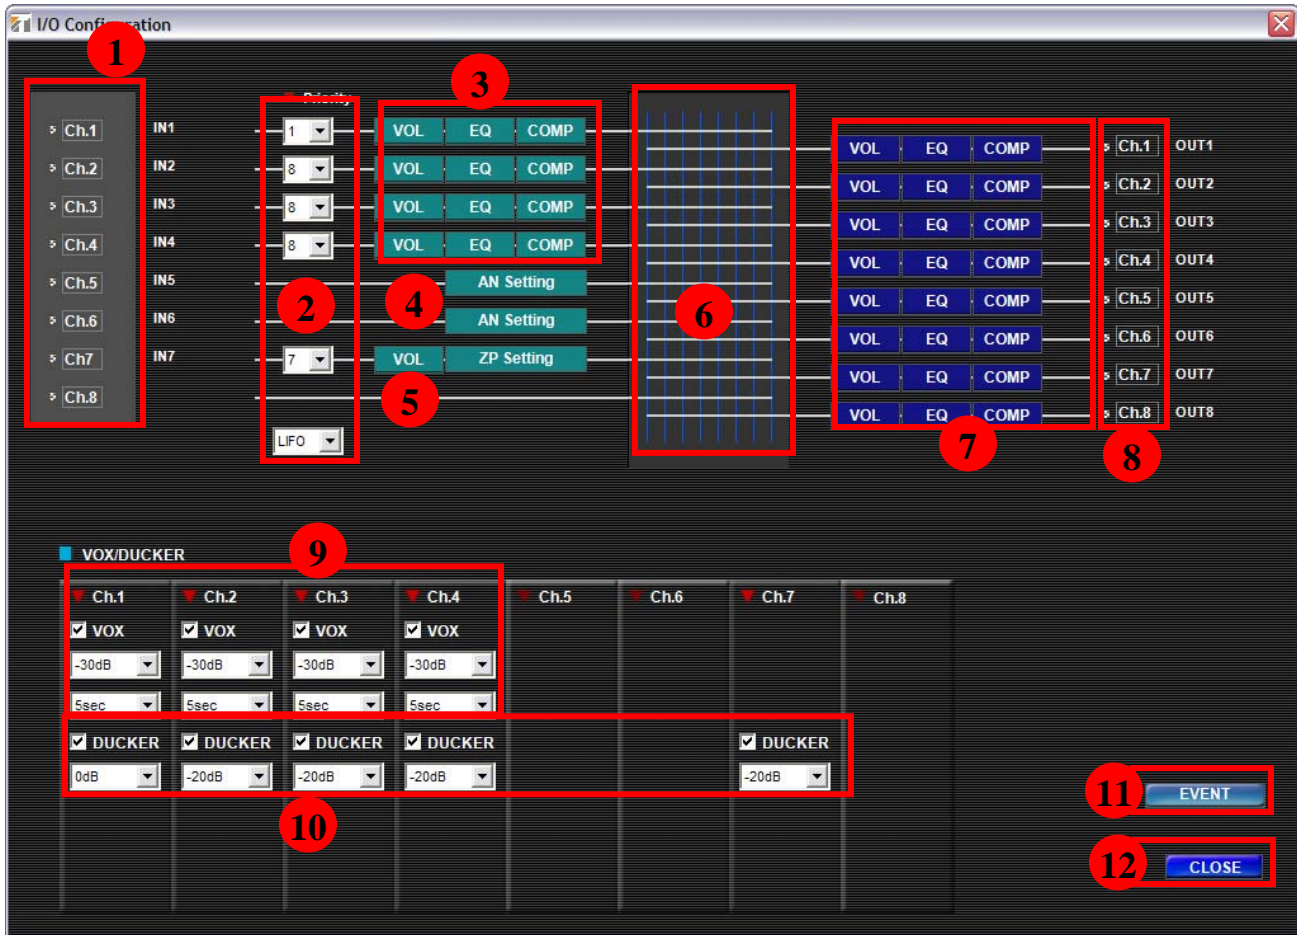 I/O Configuration
1
3
Priority
Ch.1 IN1 1 VOL EQ COMP
VOL EQ COMP Ch.1 OUT1
Ch.2 IN2 8 VOL EQ COMP
VOL EQ COMP Ch.2 OUT2
Ch.3 IN3 8 VOL EQ COMP
VOL EQ COMP Ch.3 OUT3
Ch.4 IN4 8 VOL EQ COMP
VOL EQ COMP Ch.4 OUT4
Ch.5 IN5 AN Setting
VOL EQ COMP Ch.5 OUT5
2 4 6
Ch.6 IN6 AN Setting
VOL EQ COMP Ch.6 OUT6
Ch7 IN7 7 VOL ZP Setting
VOL EQ COMP Ch.7 OUT7
Ch.8
5
VOL EQ COMP Ch.8 OUT8
LIFO
7 8
VOX/DUCKER
9
Ch.1 Ch.2 Ch.3 Ch.4 Ch.5 Ch.6 Ch.7 Ch.8
VOX VOX VOX VOX
-30dB -30dB -30dB -30dB
5sec 5sec 5sec 5sec
DUCKER DUCKER DUCKER DUCKER DUCKER
0dB -20dB -20dB -20dB -20dB
10
11 EVENT
12 CLOSE